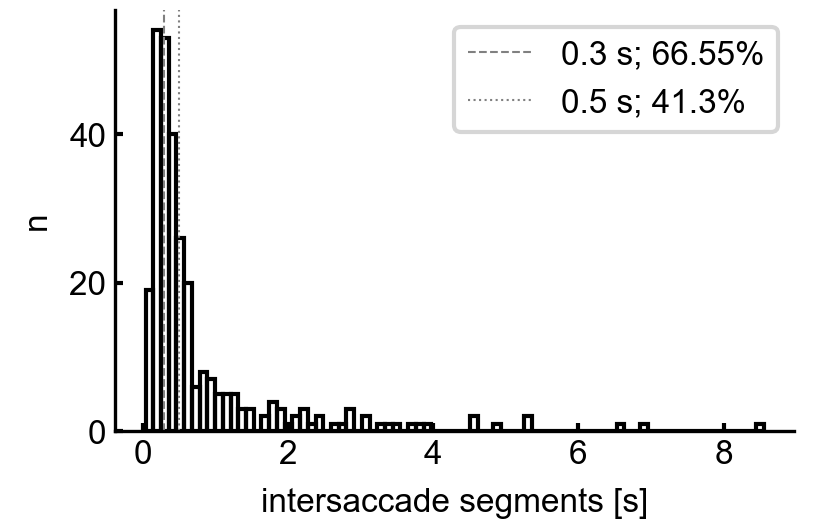 0.3 s; 66.55%
0.5 s; 41.3%
40
n
20
0
0 2 4 6 8
intersaccade segments [s]